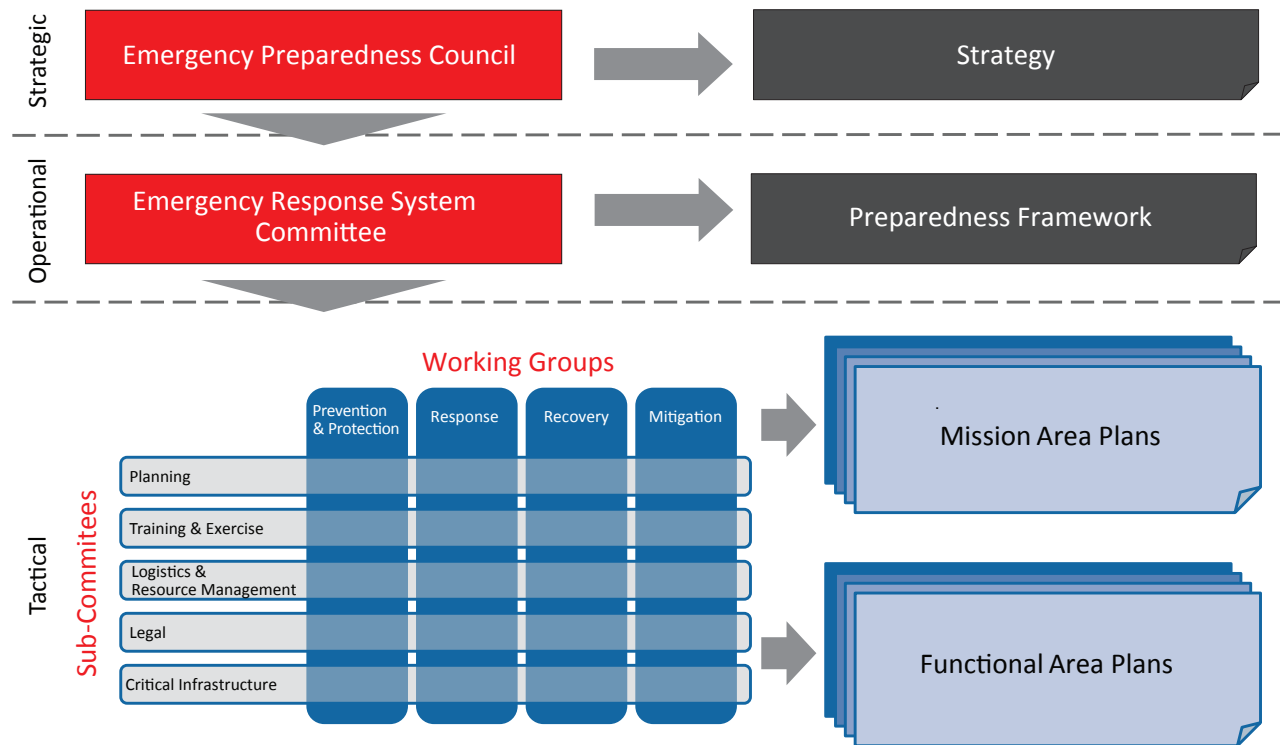 Strategic
Emergency Preparedness Council
Strategy
Operational
Emergency Response System
Committee
Preparedness Framework
Tactical
Working Groups
Sub-Commitees
Prevention
& Protection
Response
Recovery
Mitigation
Planning
Training & Exercise
Logistics &
Resource Management
Legal
Critical Infrastructure
Mission Area Plans
Functional Area Plans